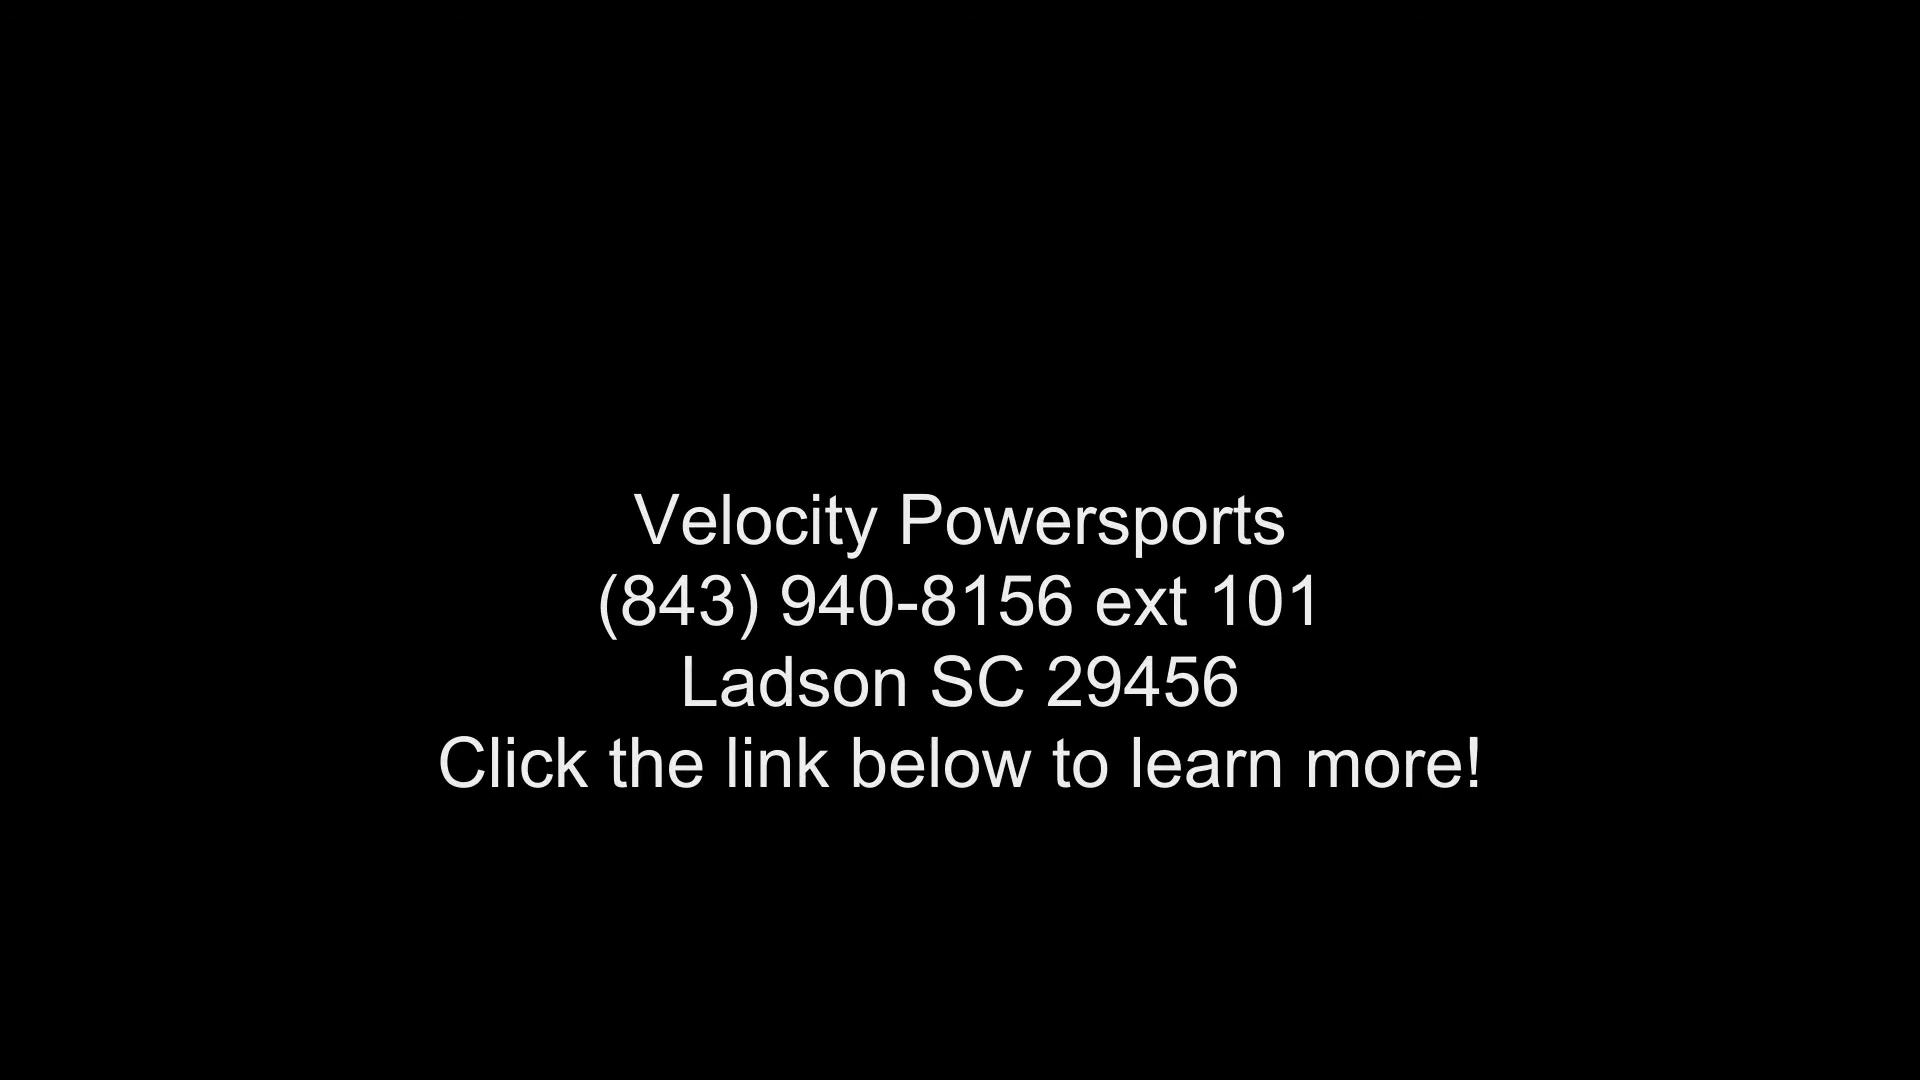 Velocity Powersports
(843) 940-8156 ext 101
Ladson SC 29456
Click the link below to learn more!